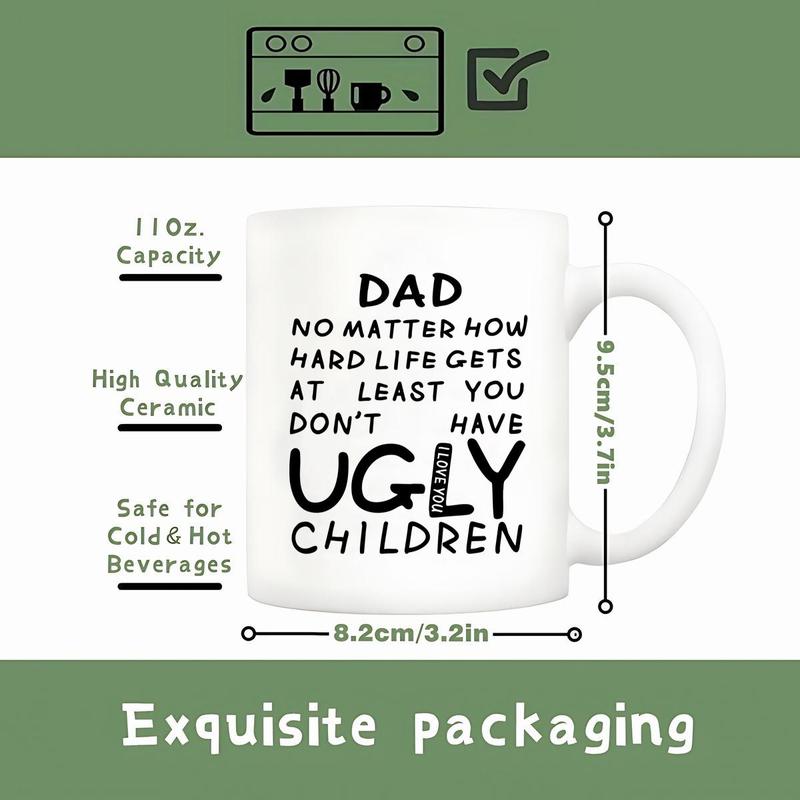 11Oz.
Capacity
High Quality
Ceramic
Safe for
Cold & Hot
Beverages
DAD
NO MATTER HOW
HARD LIFE GETS
AT LEAST YOU
DON'T HAVE
UGLY
I LOVE YOU
CHILDREN
9.5cm/3.7in
8.2cm/3.2in
Exquisite packaging